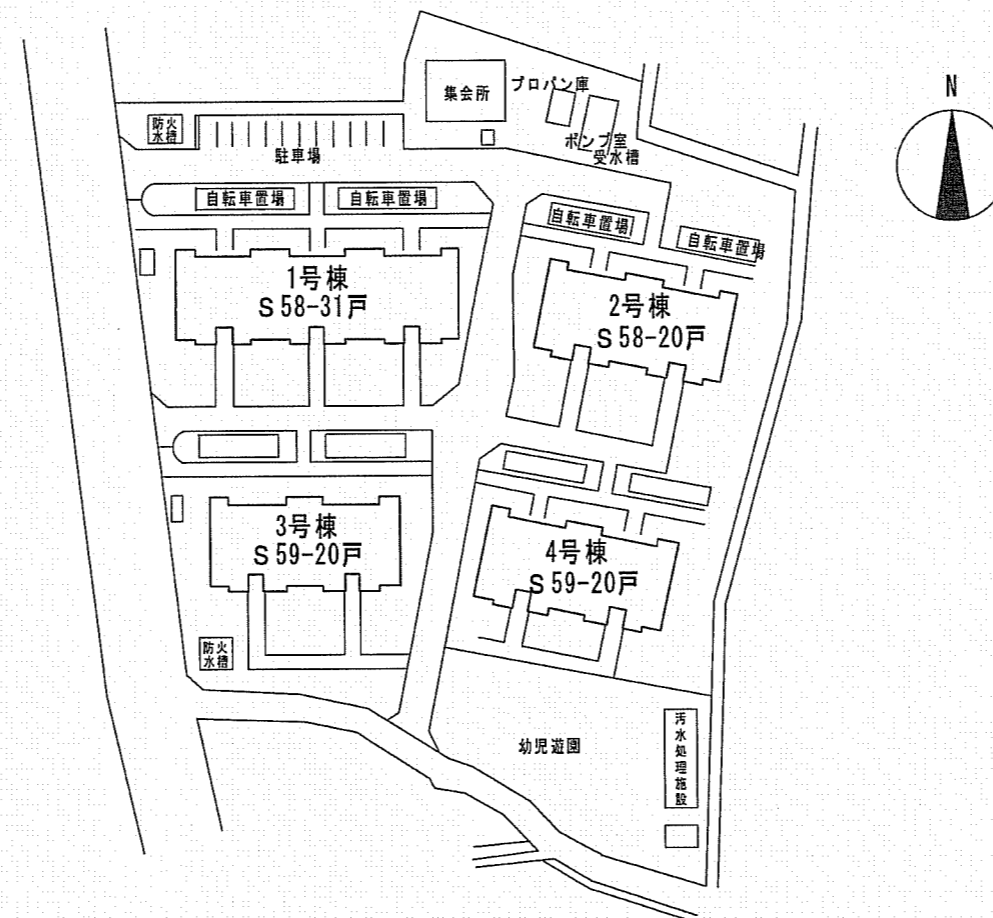 N
集会所
プロパン庫
ポンプ室
受水槽
防火
水槽
駐車場
自転車置場
自転車置場
自転車置場
自転車置場
1号棟
S58-31戸
2号棟
S58-20戸
3号棟
S59-20戸
4号棟
S59-20戸
防火
水槽
幼児遊園
汚水処理施設